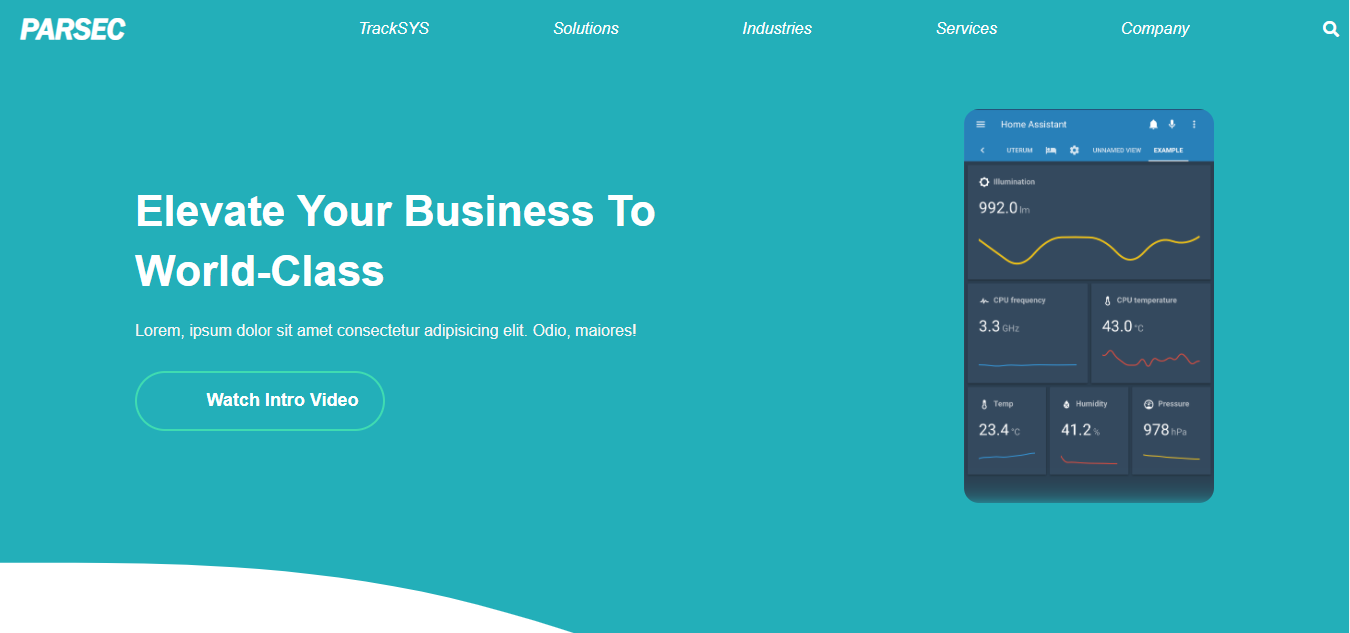 PARSEC
TrackSYS
Solutions
Industries
Services
Company
Elevate Your Business To
World-Class
Lorem, ipsum dolor sit amet consectetur adipisicing elit. Odio, maiores!
Watch Intro Video
Home Assistant
UTERUM
UNNAMED VIEW
EXAMPLE
Illumination
992.0 lm
CPU frequency
3.3 GHz
CPU temperature
43.0 °C
Temp
23.4 °C
Humidity
41.2 %
Pressure
978 hPa